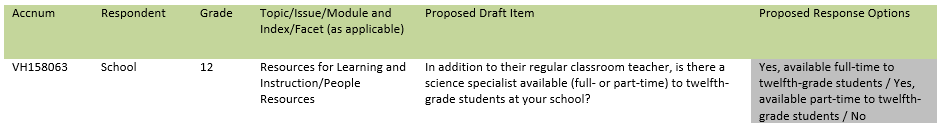 Accnum Respondent Grade Topic/Issue/Module and Proposed Draft Item Proposed Response Options
Index/Facet (as applicable)
VH158063 School 12 Resources for Learning and In addition to their regular classroom teacher, is there a Yes, available full-time to
Instruction/People science specialist available (full- or part-time) to twelfth- twelfth-grade students / Yes,
Resources grade students at your school? available part-time to twelfth-
grade students / No